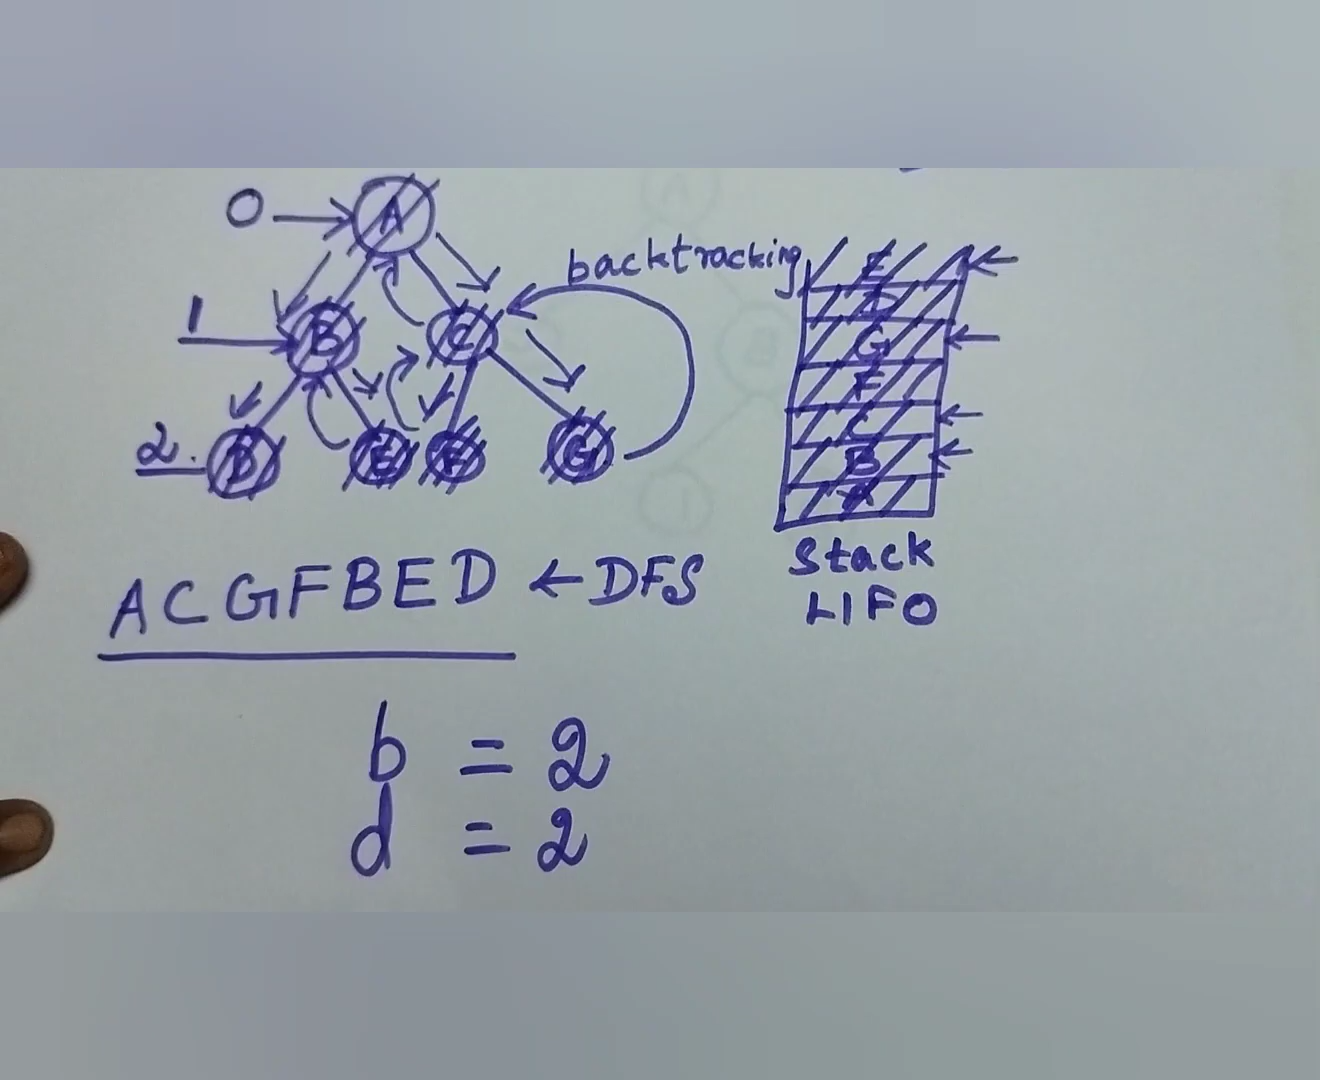 0
A
backtracking
1
B
C
2.
D
E
F
G
E
D
G
F
C
B
A
Stack
LIFO
ACGFBED ← DFS
b = 2
d = 2